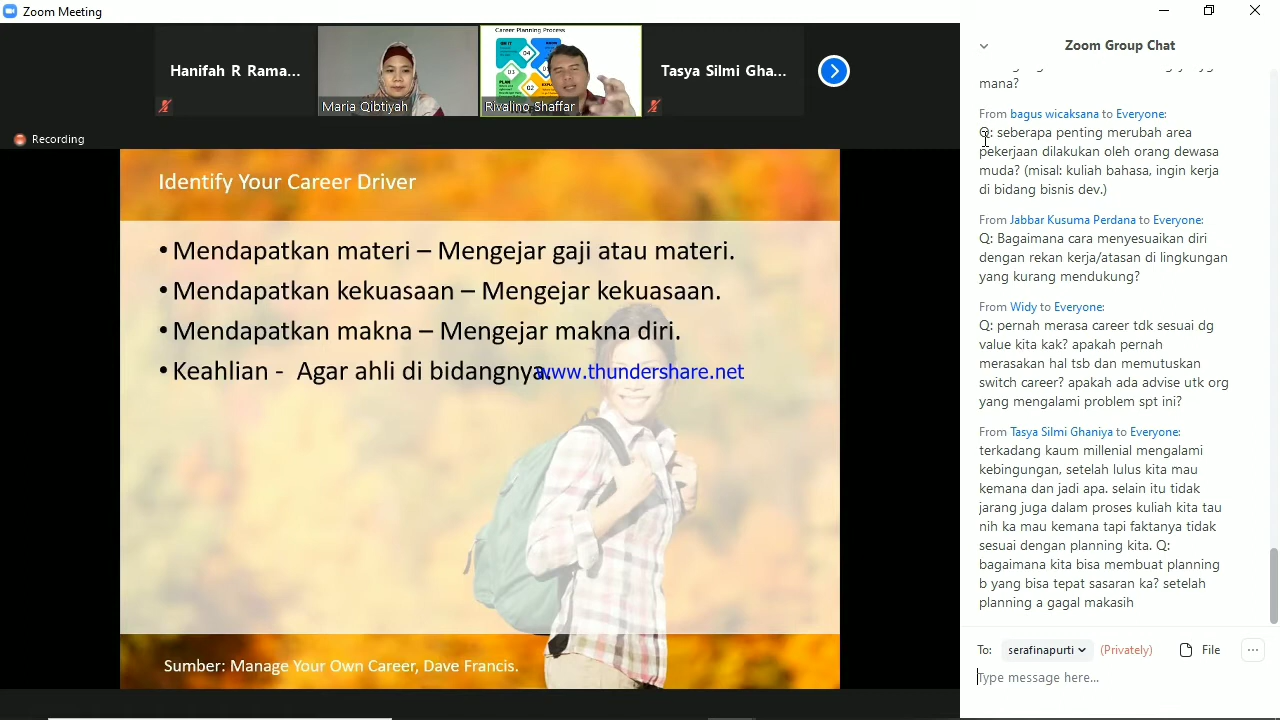 Zoom Meeting
Hanifah R Rama...
Maria Qibtiyah
Career Planning Process
04
03
02
PLAN
Rivalino Shaffar
Tasya Silmi Gha...
Recording
Identify Your Career Driver
• Mendapatkan materi – Mengejar gaji atau materi.
• Mendapatkan kekuasaan – Mengejar kekuasaan.
• Mendapatkan makna – Mengejar makna diri.
• Keahlian - Agar ahli di bidangnya.
www.thundershare.net
Sumber: Manage Your Own Career, Dave Francis.
Zoom Group Chat
mana?
From bagus wicaksana to Everyone:
Q: seberapa penting merubah area
pekerjaan dilakukan oleh orang dewasa
muda? (misal: kuliah bahasa, ingin kerja
di bidang bisnis dev.)
From Jabbar Kusuma Perdana to Everyone:
Q: Bagaimana cara menyesuaikan diri
dengan rekan kerja/atasan di lingkungan
yang kurang mendukung?
From Widy to Everyone:
Q: pernah merasa career tdk sesuai dg
value kita kak? apakah pernah
merasakan hal tsb dan memutuskan
switch career? apakah ada advise utk org
yang mengalami problem spt ini?
From Tasya Silmi Ghaniya to Everyone:
terkadang kaum millenial mengalami
kebingungan, setelah lulus kita mau
kemana dan jadi apa. selain itu tidak
jarang juga dalam proses kuliah kita tau
nih ka mau kemana tapi faktanya tidak
sesuai dengan planning kita. Q:
bagaimana kita bisa membuat planning
b yang bisa tepat sasaran ka? setelah
planning a gagal makasih
To: serafinapurti (Privately) File
Type message here...